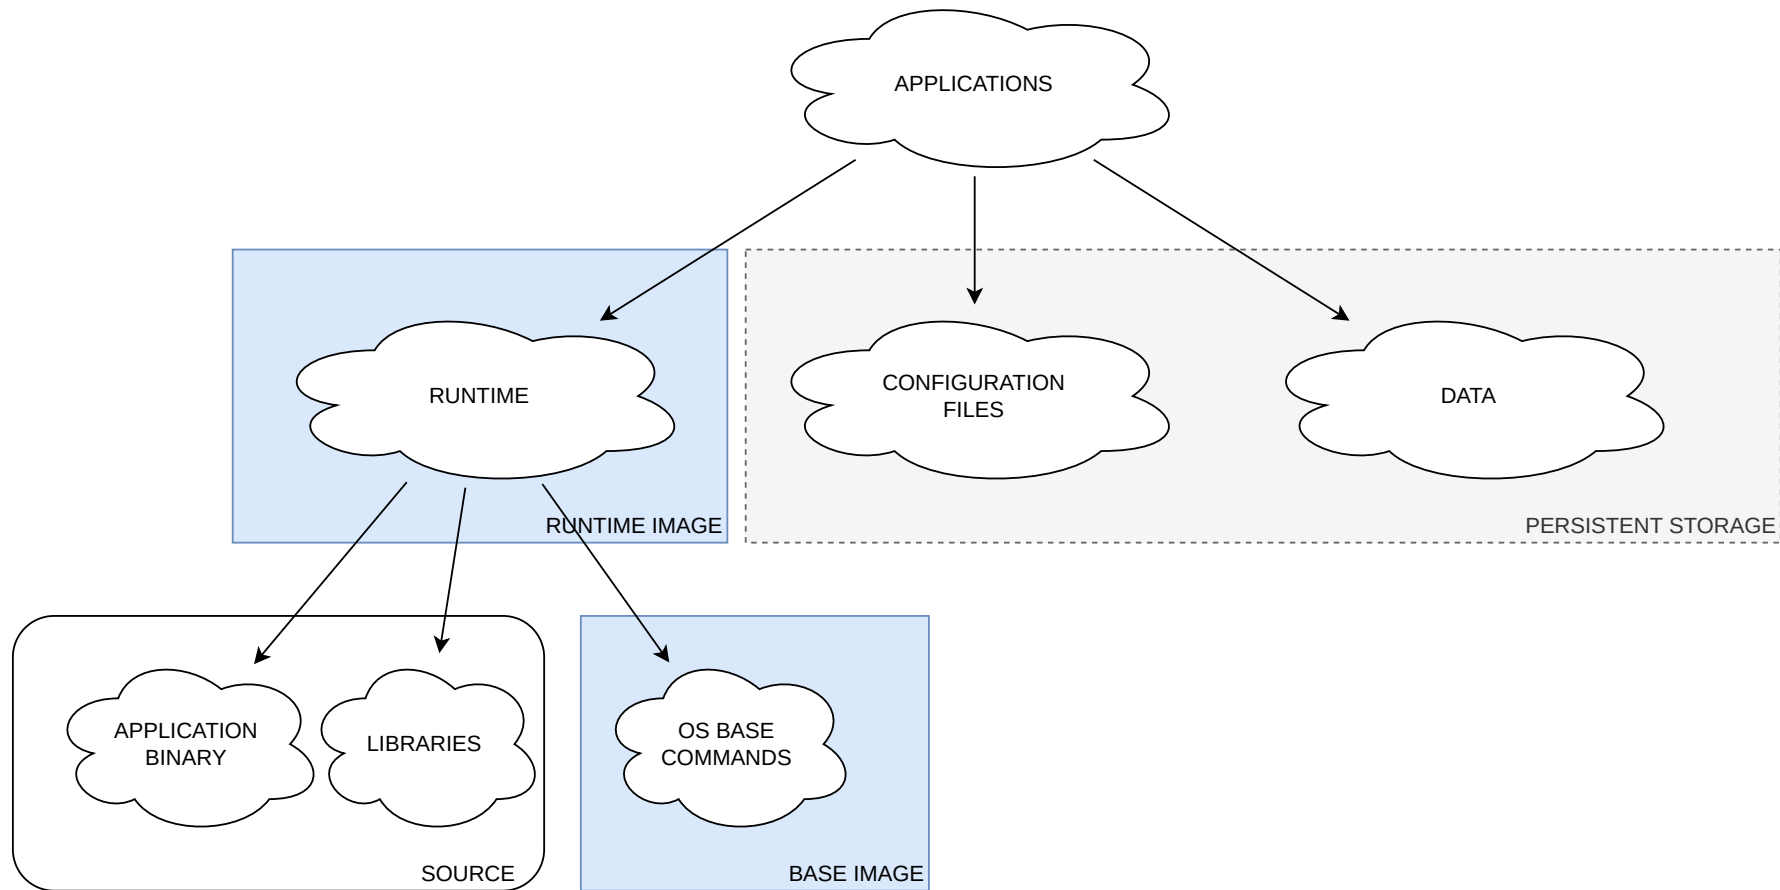 APPLICATIONS
RUNTIME
CONFIGURATION
FILES
DATA
RUNTIME IMAGE
PERSISTENT STORAGE
APPLICATION
BINARY
LIBRARIES
OS BASE
COMMANDS
SOURCE
BASE IMAGE